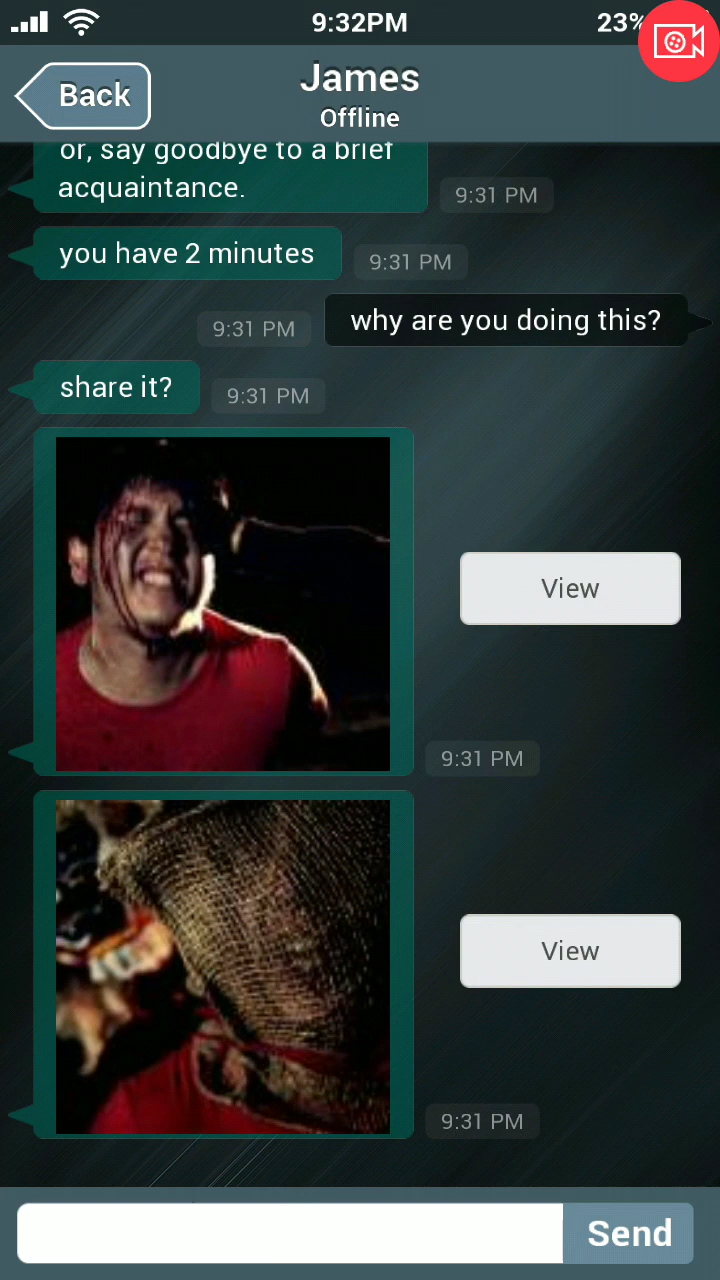 9:32PM
23%
Back
James
Offline
or, say goodbye to a brief
acquaintance.
9:31 PM
you have 2 minutes
9:31 PM
9:31 PM
why are you doing this?
share it?
9:31 PM
View
9:31 PM
View
9:31 PM
Send